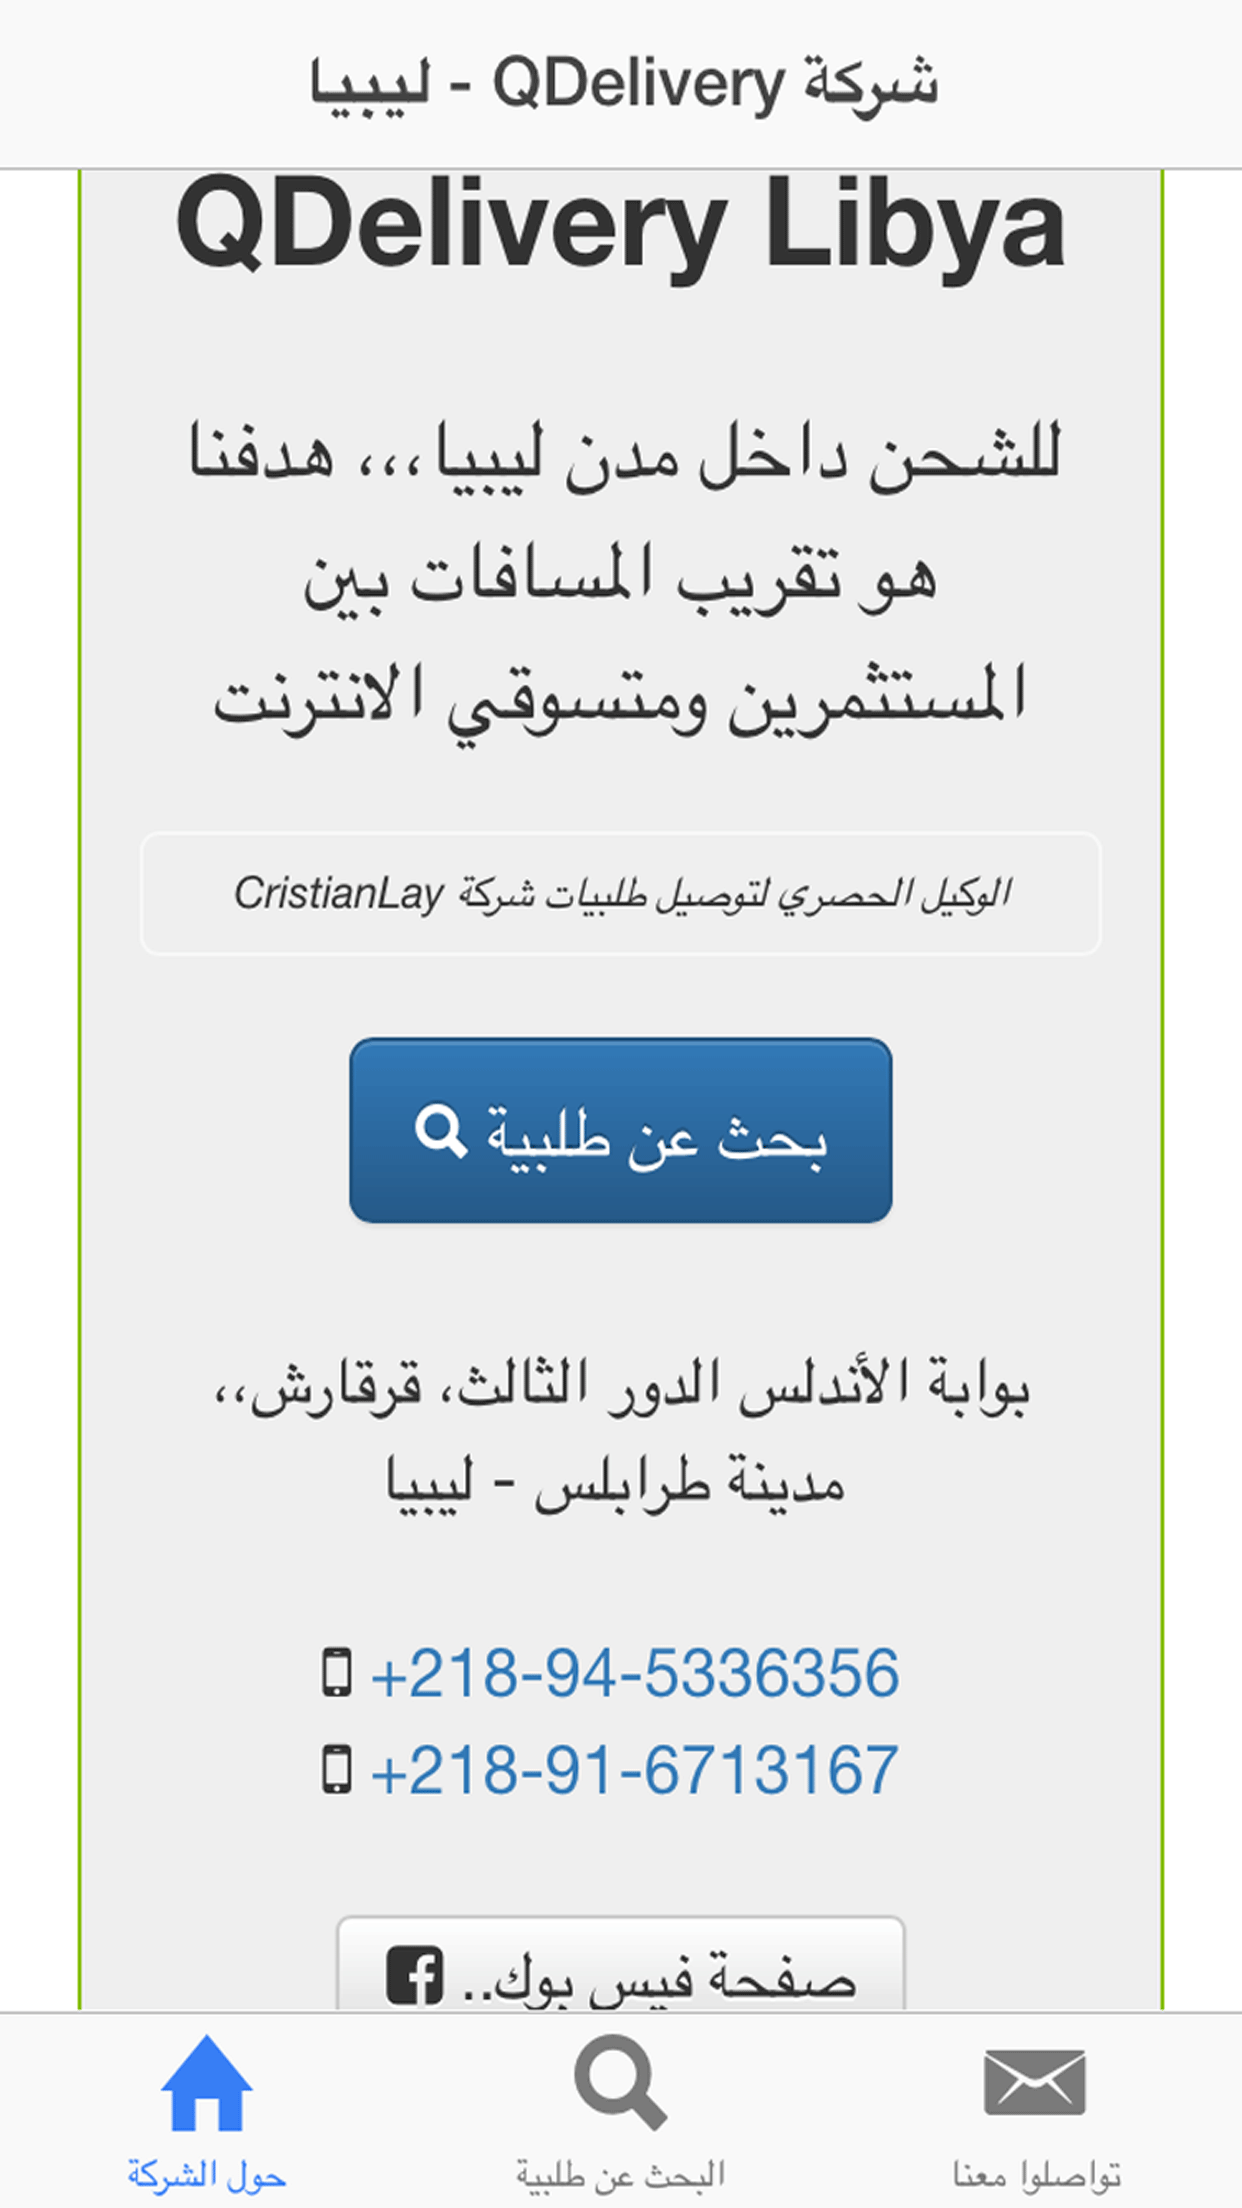 شركة QDelivery - ليبيا
QDelivery Libya
للشحن داخل مدن ليبيا،،، هدفنا
هو تقريب المسافات بين
المستثمرين ومتسوقي الانترنت
الوكيل الحصري لتوصيل طلبيات شركة CristianLay
بحث عن طلبية
بوابة الأندلس الدور الثالث، قرقارش،،
مدينة طرابلس - ليبيا
+218-94-5336356
+218-91-6713167
صفحة فيس بوك..
حول الشركة
البحث عن طلبية
تواصلوا معنا